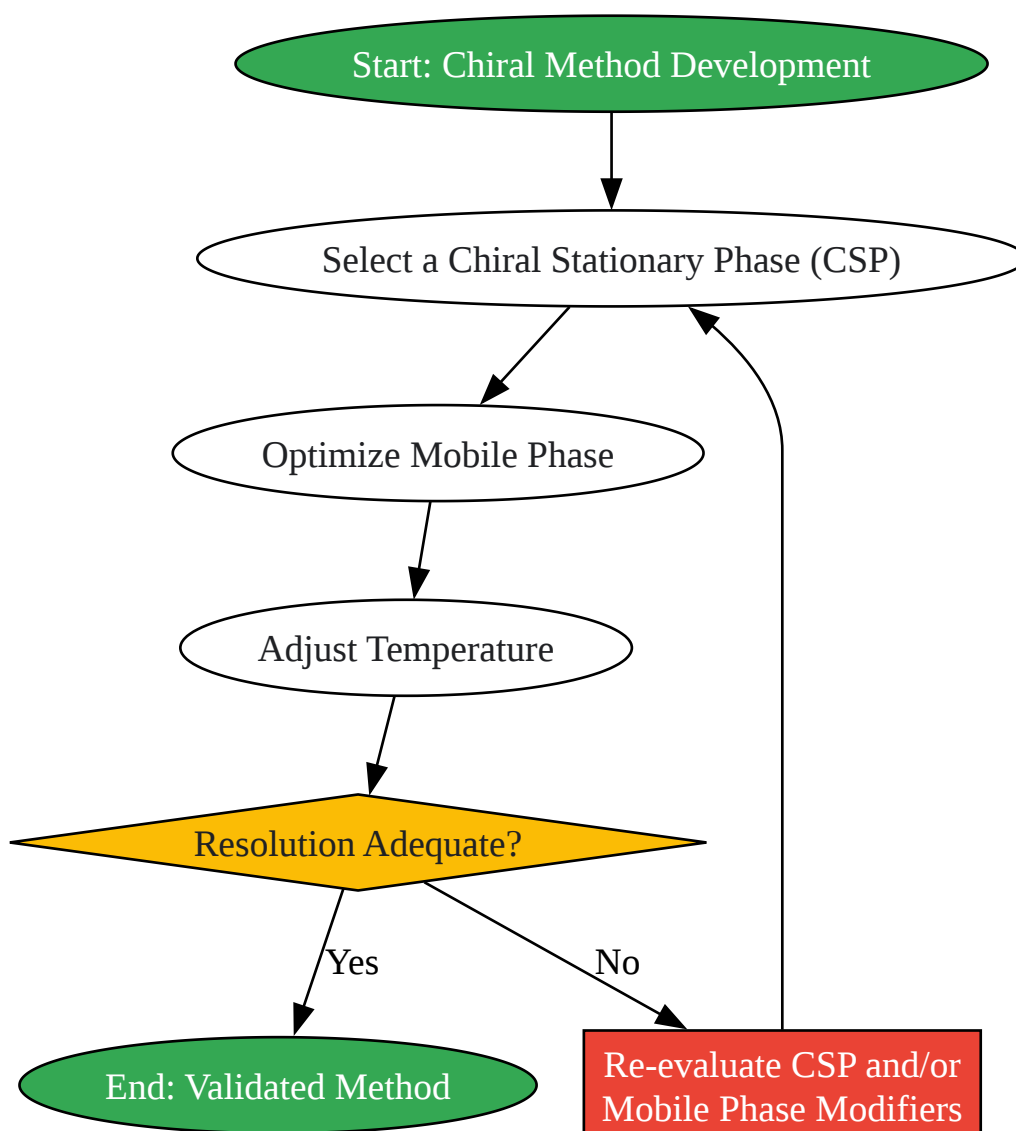 Start: Chiral Method Development
Select a Chiral Stationary Phase (CSP)
Optimize Mobile Phase
Adjust Temperature
Resolution Adequate?
Yes
No
End: Validated Method
Re-evaluate CSP and/or
Mobile Phase Modifiers